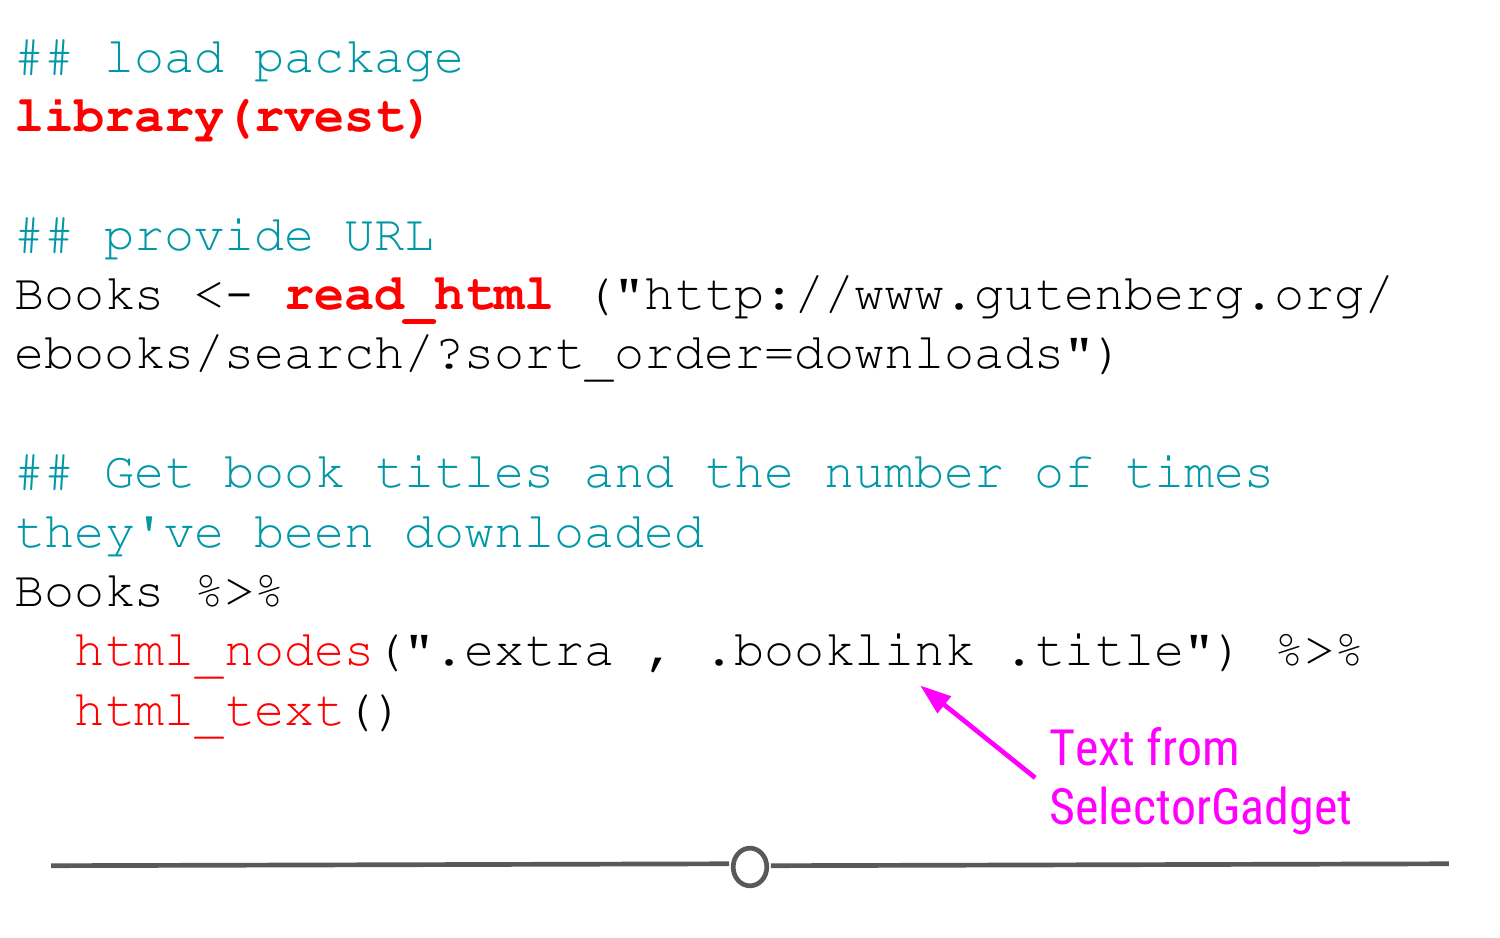 ## load package
library(rvest)
## provide URL
Books <- read_html ("http://www.gutenberg.org/
ebooks/search/?sort_order=downloads")
## Get book titles and the number of times
they've been downloaded
Books %>%
  html_nodes(".extra , .booklink .title") %>%
  html_text()
Text from
SelectorGadget